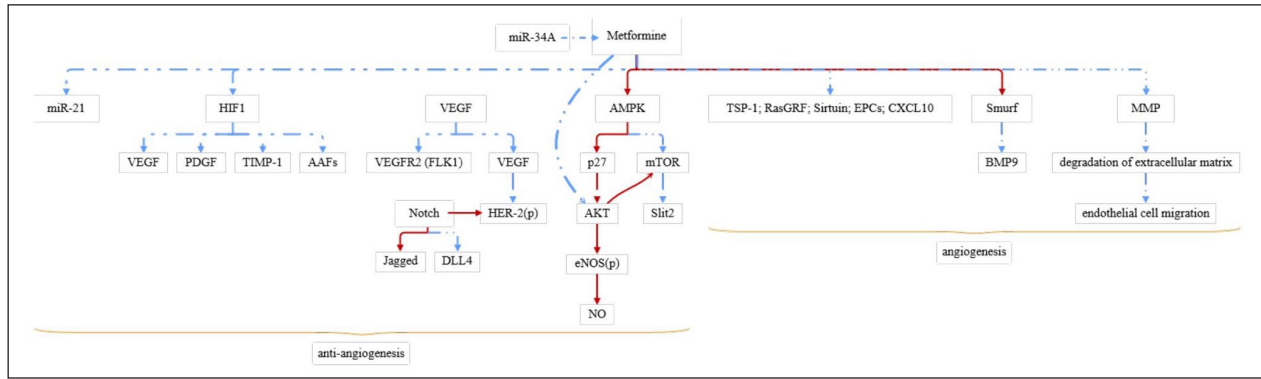 miR-34A
Metformine
miR-21
HIF1
VEGF
AMPK
TSP-1; RasGRF; Sirtuin; EPCs; CXCL10
Smurf
MMP
VEGF
PDGF
TIMP-1
AAFs
VEGFR2 (FLK1)
VEGF
p27
mTOR
BMP9
degradation of extracellular matrix
Notch
HER-2(p)
AKT
Slit2
endothelial cell migration
Jagged
DLL4
eNOS(p)
angiogenesis
NO
anti-angiogenesis